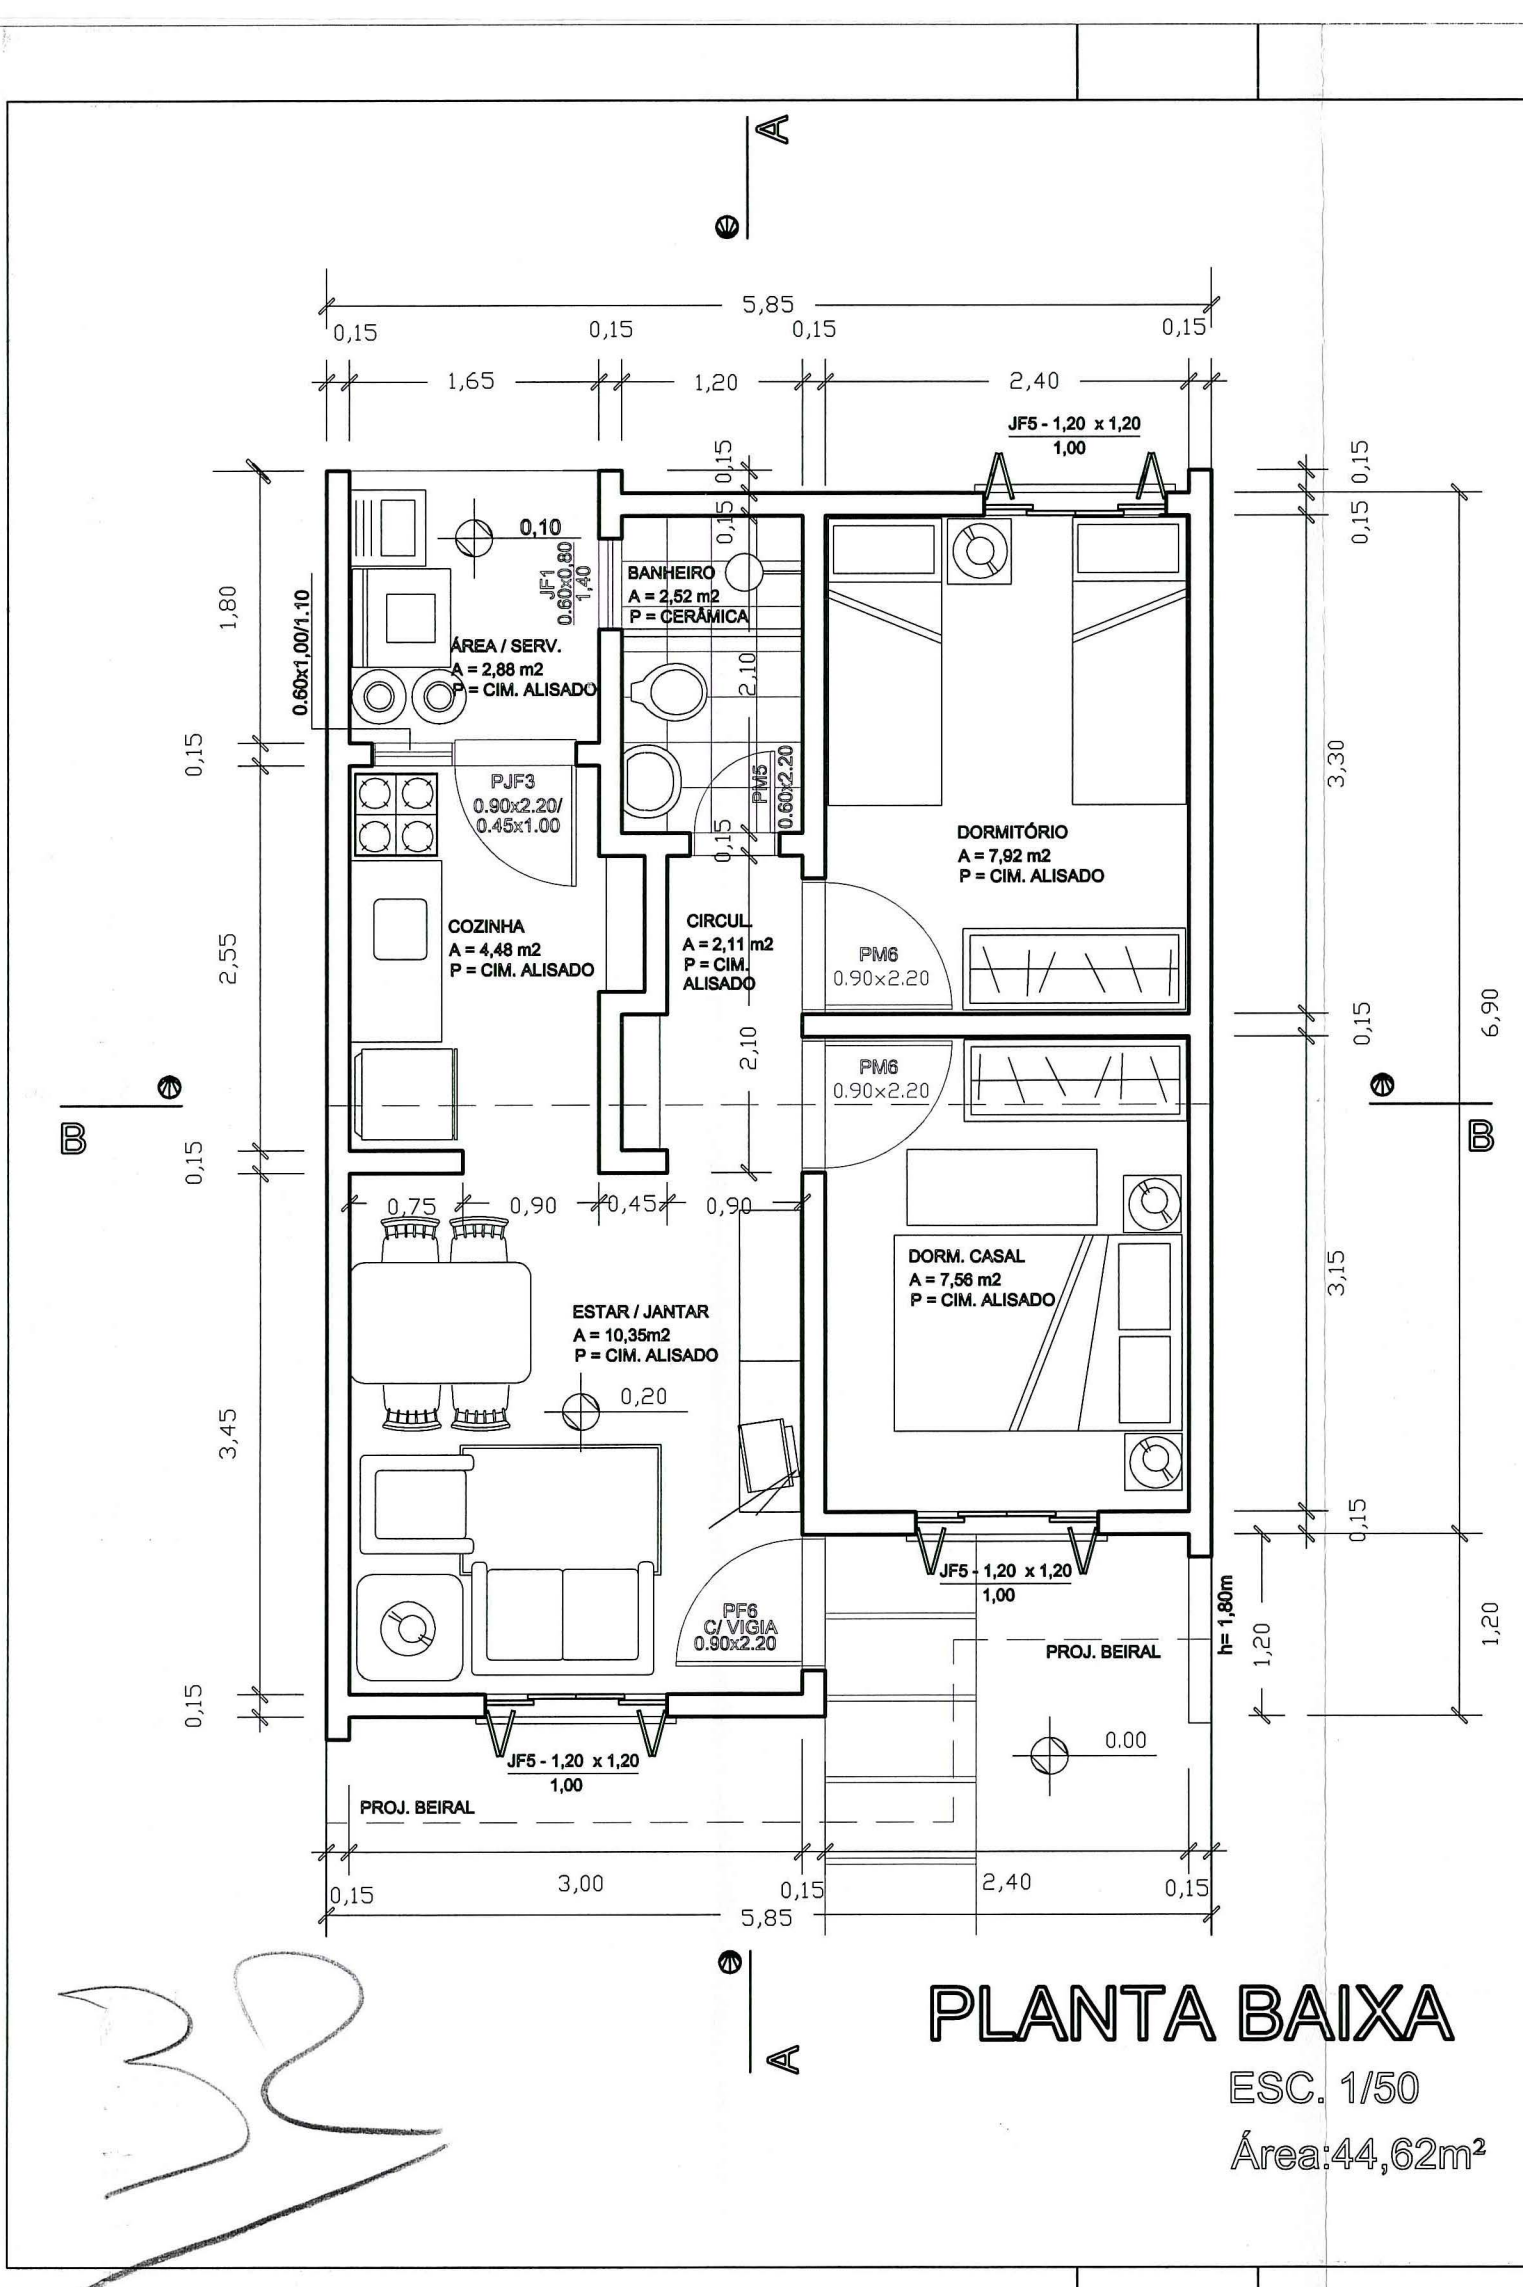 A
5,85
0,15
0,15
0,15
0,15
1,65
1,20
2,40
JF5 - 1,20 x 1,20
1,00
0,15
0,15
0,15
0,15
0,10
JF1
0.60x0,80
1,40
BANHEIRO
A = 2,52 m2
P = CERÂMICA
1,80
0.60x1,00/1.10
ÁREA / SERV.
A = 2,88 m2
P = CIM. ALISADO
2,10
0,15
PJF3
0.90x2.20/
0.45x1.00
PM5
0.60x2.20
3,30
0,15
DORMITÓRIO
A = 7,92 m2
P = CIM. ALISADO
COZINHA
A = 4,48 m2
P = CIM. ALISADO
CIRCUL.
A = 2,11 m2
P = CIM.
ALISADO
2,55
PM6
0.90x2.20
0,15
6,90
2,10
PM6
0.90x2.20
B
B
0,15
0,75
0,90
0,45
0,90
DORM. CASAL
A = 7,56 m2
P = CIM. ALISADO
3,15
ESTAR / JANTAR
A = 10,35m2
P = CIM. ALISADO
0,20
3,45
0,15
JF5 - 1,20 x 1,20
1,00
PF6
C/ VIGIA
0.90x2.20
h= 1,80m
1,20
1,20
PROJ. BEIRAL
0,15
0.00
JF5 - 1,20 x 1,20
1,00
PROJ. BEIRAL
0,15
3,00
0,15
2,40
0,15
5,85
A
PLANTA BAIXA
ESC. 1/50
Área:44,62m²